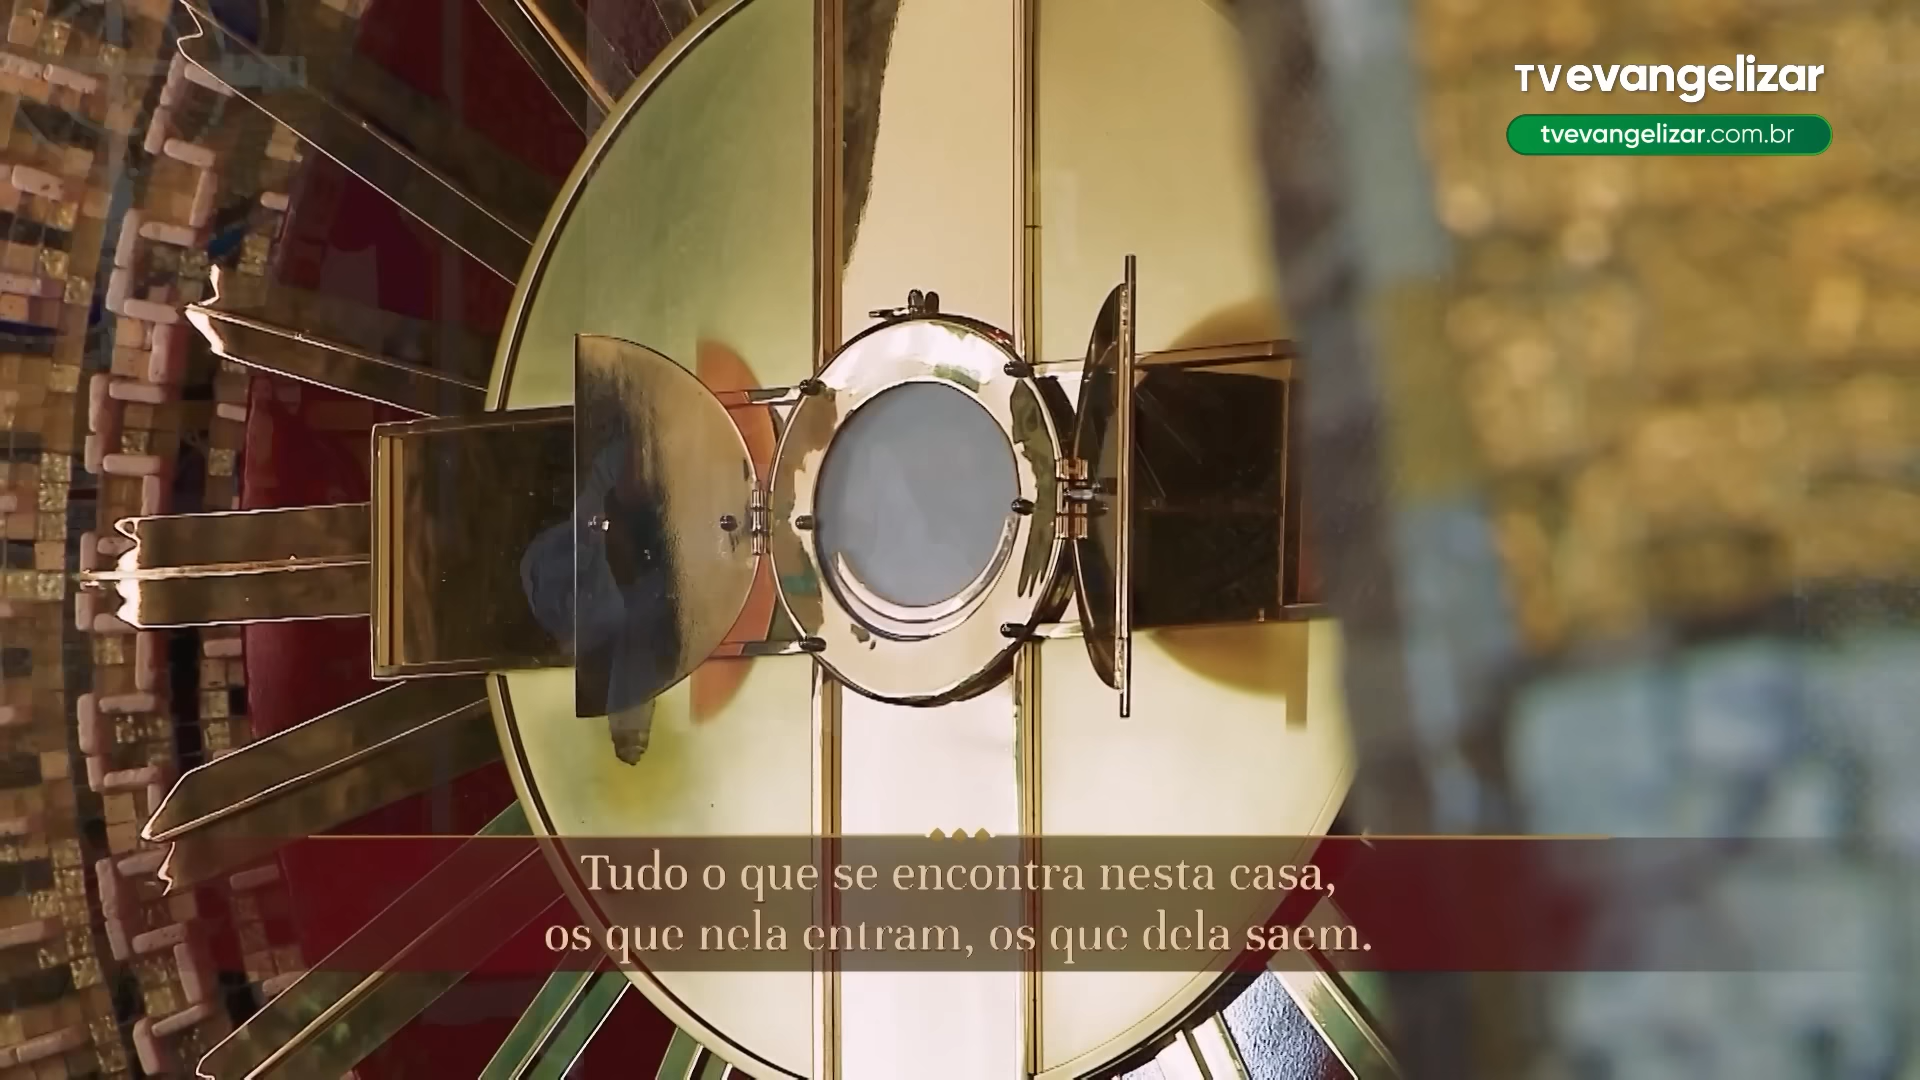 TVevangelizar
tvevangelizar.com.br
Tudo o que se encontra nesta casa,
os que nela entram, os que dela saem.